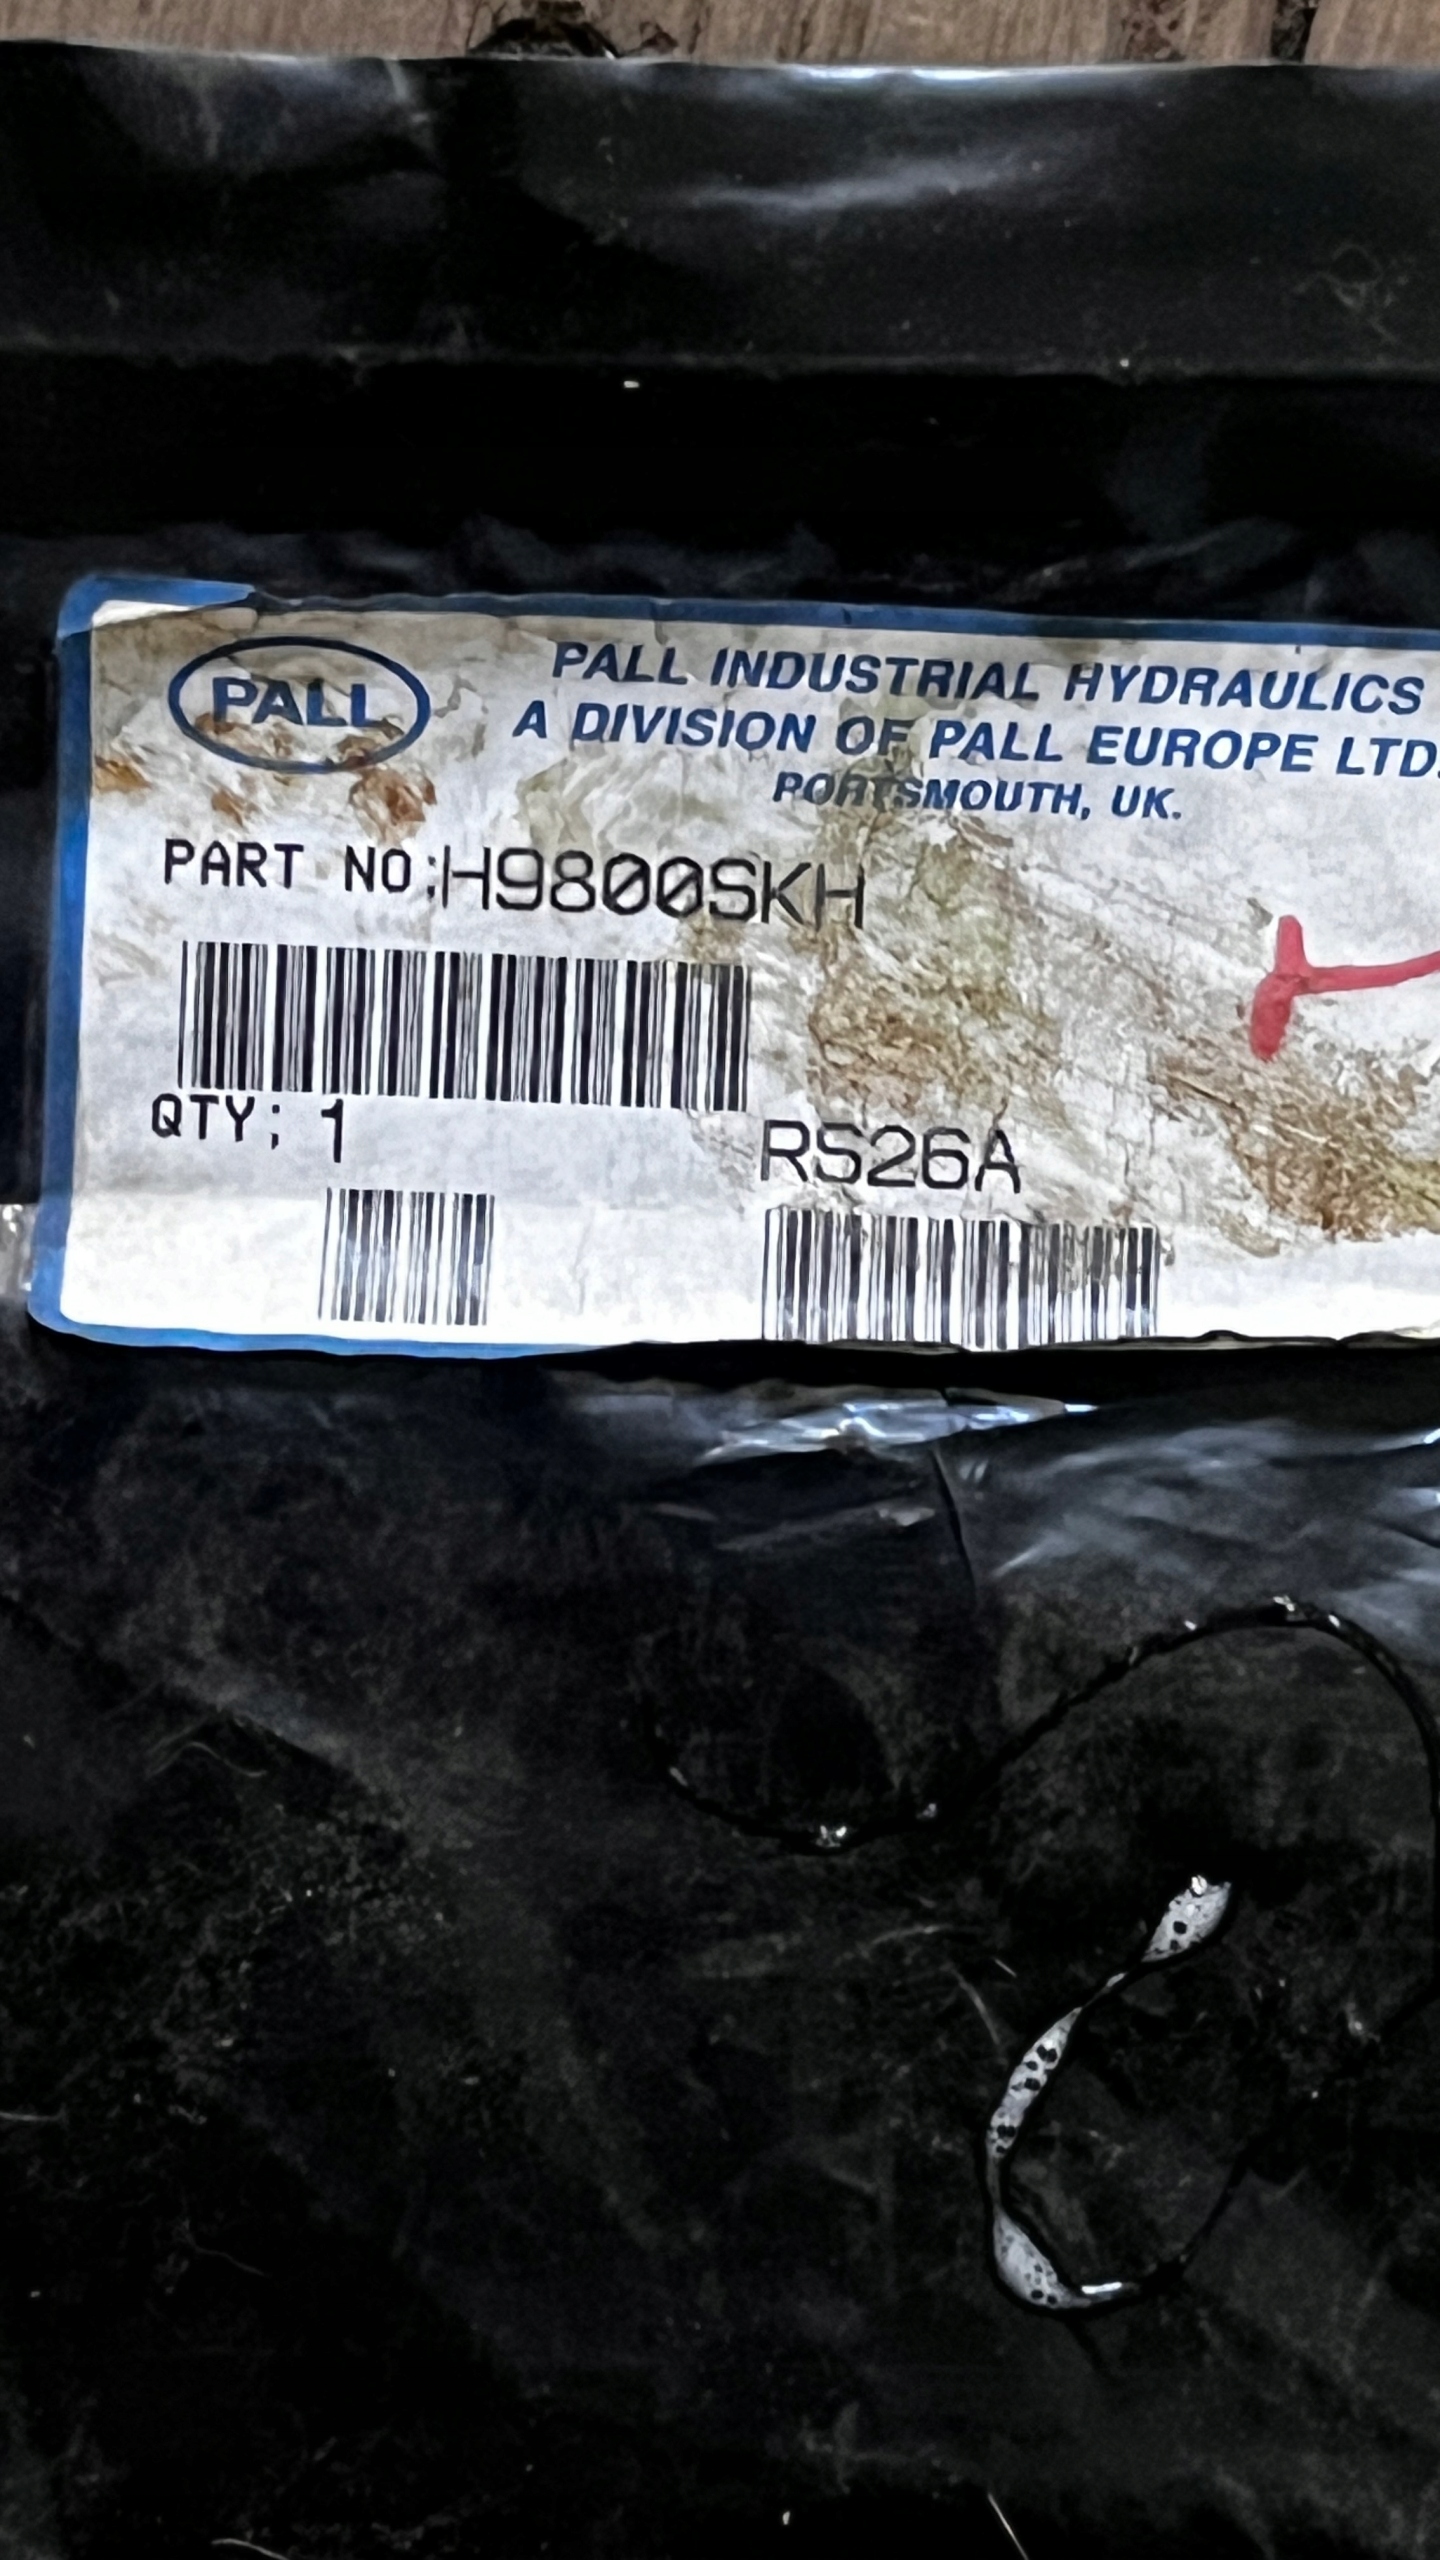 PALL
PALL INDUSTRIAL HYDRAULICS
A DIVISION OF PALL EUROPE LTD.
PORTSMOUTH, UK.
PART NO:H9800SKH
QTY: 1
RS26A